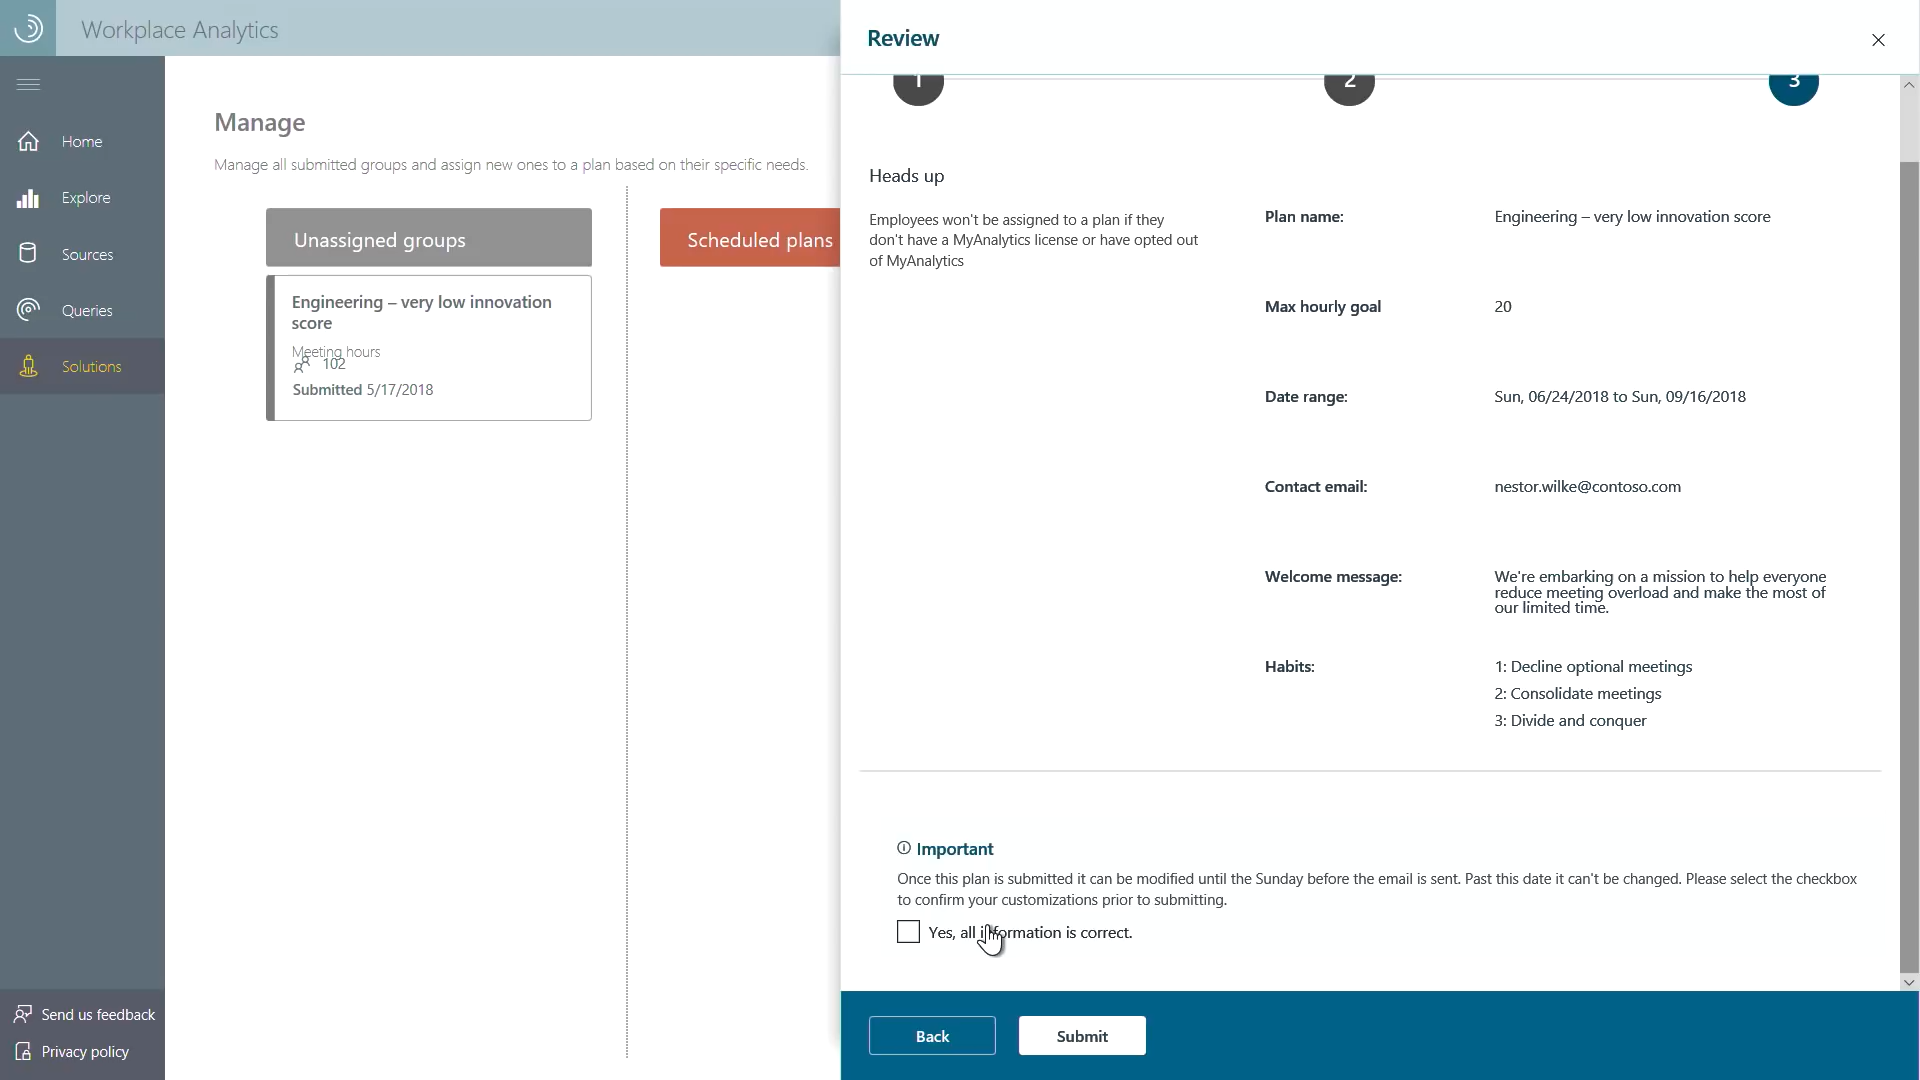 Workplace Analytics
Home
Explore
Sources
Queries
Solutions
Send us feedback
Privacy policy
Manage
Manage all submitted groups and assign new ones to a plan based on their specific needs.
Unassigned groups
Engineering – very low innovation
score
Meeting hours
102
Submitted 5/17/2018
Scheduled plans
Review
1
2
3
Heads up
Employees won't be assigned to a plan if they
don't have a MyAnalytics license or have opted out
of MyAnalytics
Plan name: Engineering – very low innovation score
Max hourly goal 20
Date range: Sun, 06/24/2018 to Sun, 09/16/2018
Contact email: nestor.wilke@contoso.com
Welcome message: We're embarking on a mission to help everyone
reduce meeting overload and make the most of
our limited time.
Habits: 1: Decline optional meetings
2: Consolidate meetings
3: Divide and conquer
Important
Once this plan is submitted it can be modified until the Sunday before the email is sent. Past this date it can't be changed. Please select the checkbox
to confirm your customizations prior to submitting.
Yes, all information is correct.
Back
Submit